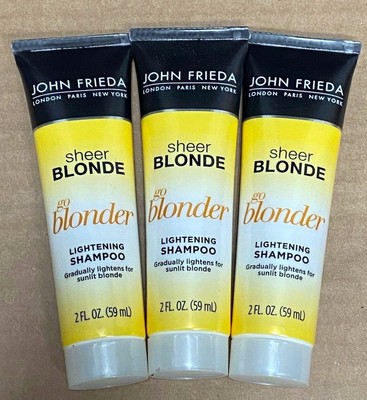 JOHN FRIEDA
LONDON PARIS NEW YORK
sheer
BLONDE
go
blonder
LIGHTENING
SHAMPOO
Gradually lightens for
sunlit blonde
2 FL. OZ. (59 mL)
JOHN FRIEDA
LONDON PARIS NEW YORK
sheer
BLONDE
go
blonder
LIGHTENING
SHAMPOO
Gradually lightens for
sunlit blonde
2 FL. OZ. (59 mL)
JOHN FRIEDA
LONDON PARIS NEW YORK
sheer
BLONDE
go
blonder
LIGHTENING
SHAMPOO
Gradually lightens for
sunlit blonde
2 FL. OZ. (59 mL)